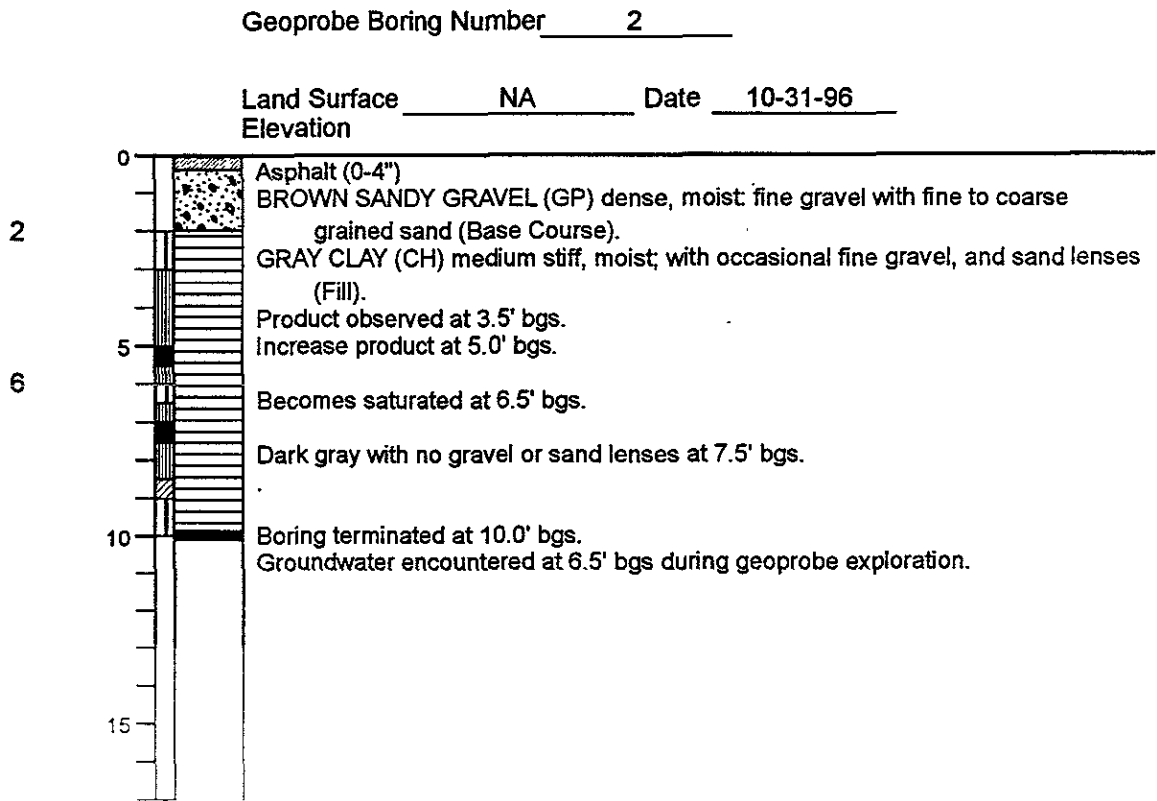 Geoprobe Boring Number 2
Land Surface NA Date 10-31-96
Elevation
0
Asphalt (0-4")
BROWN SANDY GRAVEL (GP) dense, moist: fine gravel with fine to coarse
2
grained sand (Base Course).
GRAY CLAY (CH) medium stiff, moist; with occasional fine gravel, and sand lenses
(Fill).
Product observed at 3.5' bgs.
5
Increase product at 5.0' bgs.
6
Becomes saturated at 6.5' bgs.
Dark gray with no gravel or sand lenses at 7.5' bgs.
10
Boring terminated at 10.0' bgs.
Groundwater encountered at 6.5' bgs during geoprobe exploration.
15